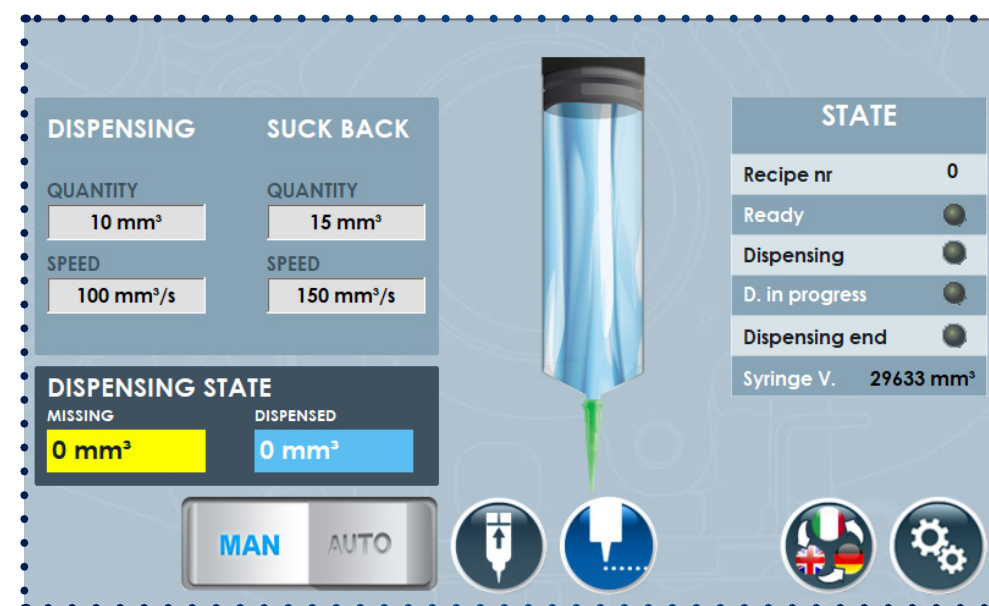 DISPENSING
QUANTITY
10 mm³
SPEED
100 mm³/s
SUCK BACK
QUANTITY
15 mm³
SPEED
150 mm³/s
DISPENSING STATE
MISSING
0 mm³
DISPENSED
0 mm³
MAN AUTO
STATE
Recipe nr 0
Ready
Dispensing
D. in progress
Dispensing end
Syringe V. 29633 mm³